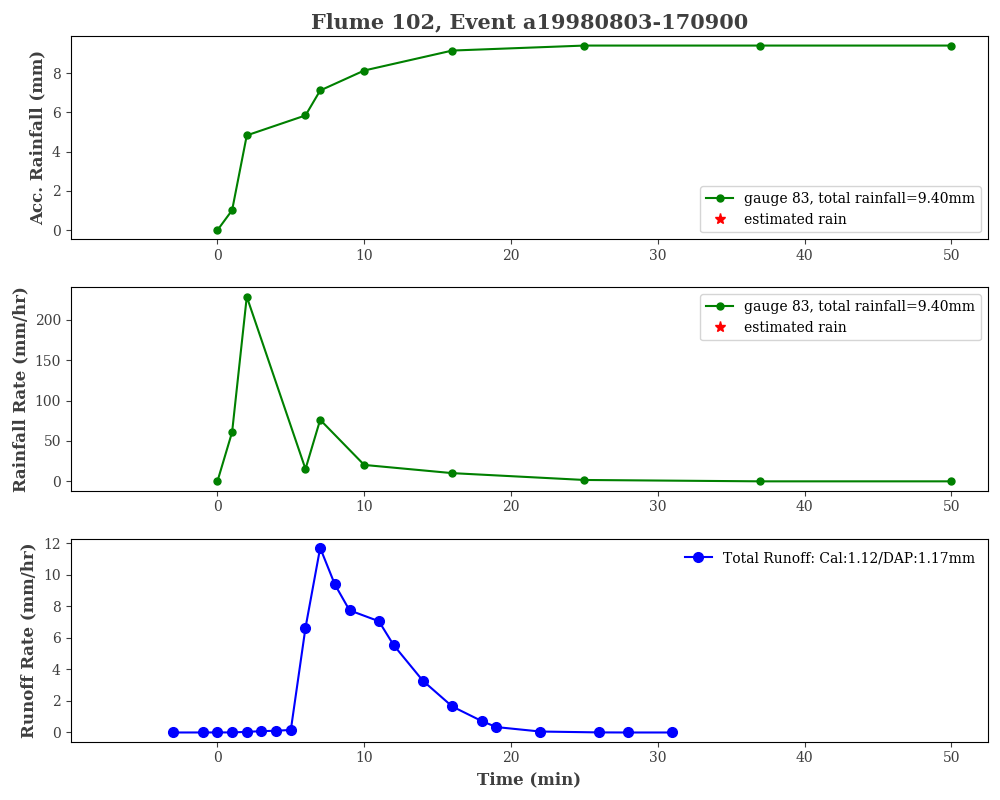 Flume 102, Event a19980803-170900
Acc. Rainfall (mm)
8
6
4
2
0
gauge 83, total rainfall=9.40mm
estimated rain
0 10 20 30 40 50
Rainfall Rate (mm/hr)
200
150
100
50
0
gauge 83, total rainfall=9.40mm
estimated rain
0 10 20 30 40 50
Runoff Rate (mm/hr)
12
10
8
6
4
2
0
Total Runoff: Cal:1.12/DAP:1.17mm
0 10 20 30 40 50
Time (min)